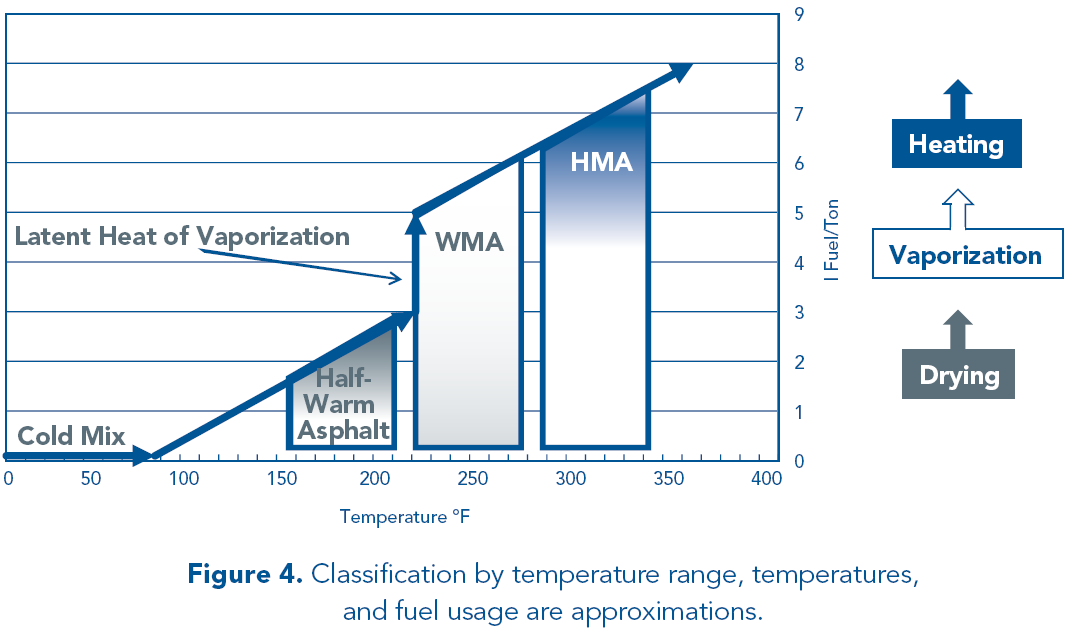 9
8
7
6
5
4
3
2
1
0
l Fuel/Ton
HMA
WMA
Latent Heat of Vaporization
Half-
Warm
Asphalt
Cold Mix
0 50 100 150 200 250 300 350 400
Temperature °F
Heating
Vaporization
Drying
Figure 4. Classification by temperature range, temperatures,
and fuel usage are approximations.